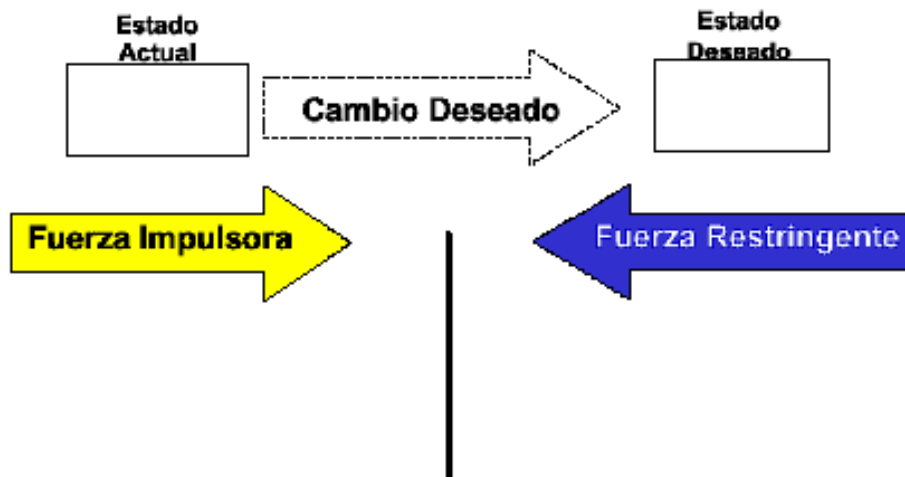 Estado
Actual
Estado
Deseado
Cambio Deseado
Fuerza Impulsora
Fuerza Restringente